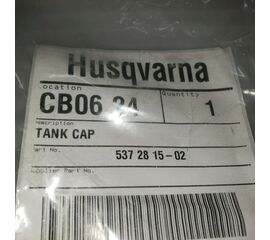 Husqvarna
Location Quantity
CB06 24 1
Description
TANK CAP
Part No. 537 28 15-02
Supplier Part No.